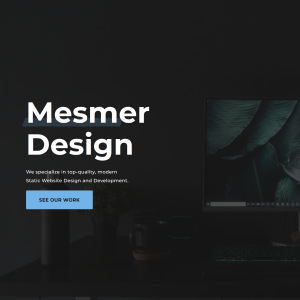 Mesmer
Design
We specialize in top-quality, modern
Static Website Design and Development.
SEE OUR WORK